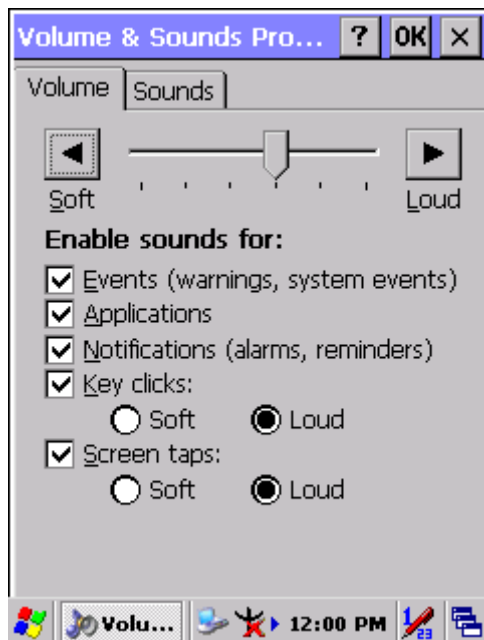 Volume & Sounds Pro... ? OK ×
Volume Sounds
Soft Loud
Enable sounds for:
Events (warnings, system events)
Applications
Notifications (alarms, reminders)
Key clicks:
Soft Loud
Screen taps:
Soft Loud
Volu... 12:00 PM 23